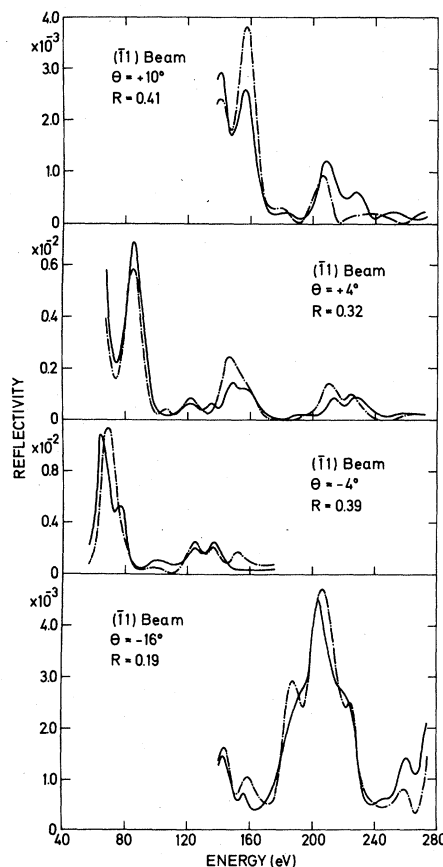 4.0
x10⁻³
3.0
2.0
1.0
0
(1̄1) Beam
θ = +10°
R = 0.41
x10⁻²
0.6
0.4
0.2
0
(1̄1) Beam
θ = +4°
R = 0.32
x10⁻²
0.8
0.4
0
(1̄1) Beam
θ = -4°
R = 0.39
x10⁻³
4.0
3.0
2.0
1.0
0
(1̄1) Beam
θ = -16°
R = 0.19
REFLECTIVITY
40 80 120 160 200 240 280
ENERGY (eV)